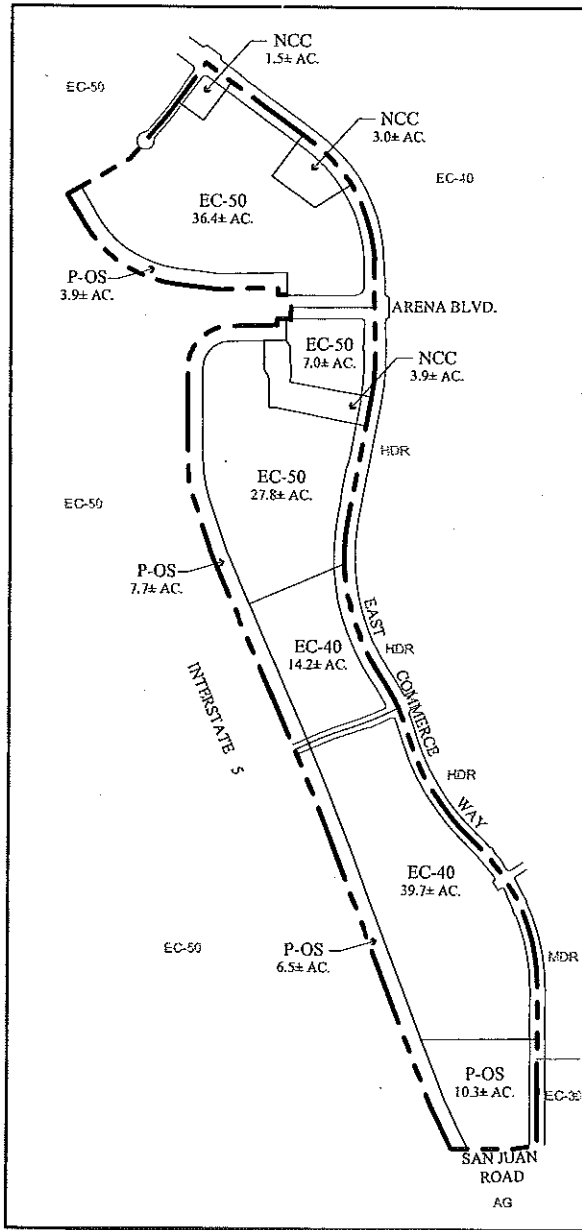 NCC
1.5± AC.
EC-50
NCC
3.0± AC.
EC-40
EC-50
36.4± AC.
P-OS
3.9± AC.
ARENA BLVD.
EC-50
7.0± AC.
NCC
3.9± AC.
HDR
EC-50
27.8± AC.
EC-50
P-OS
7.7± AC.
EAST
COMMERCE
WAY
HDR
EC-40
14.2± AC.
INTERSTATE 5
HDR
EC-40
39.7± AC.
EC-50
P-OS
6.5± AC.
MDR
P-OS
10.3± AC.
EC-30
SAN JUAN
ROAD
AG